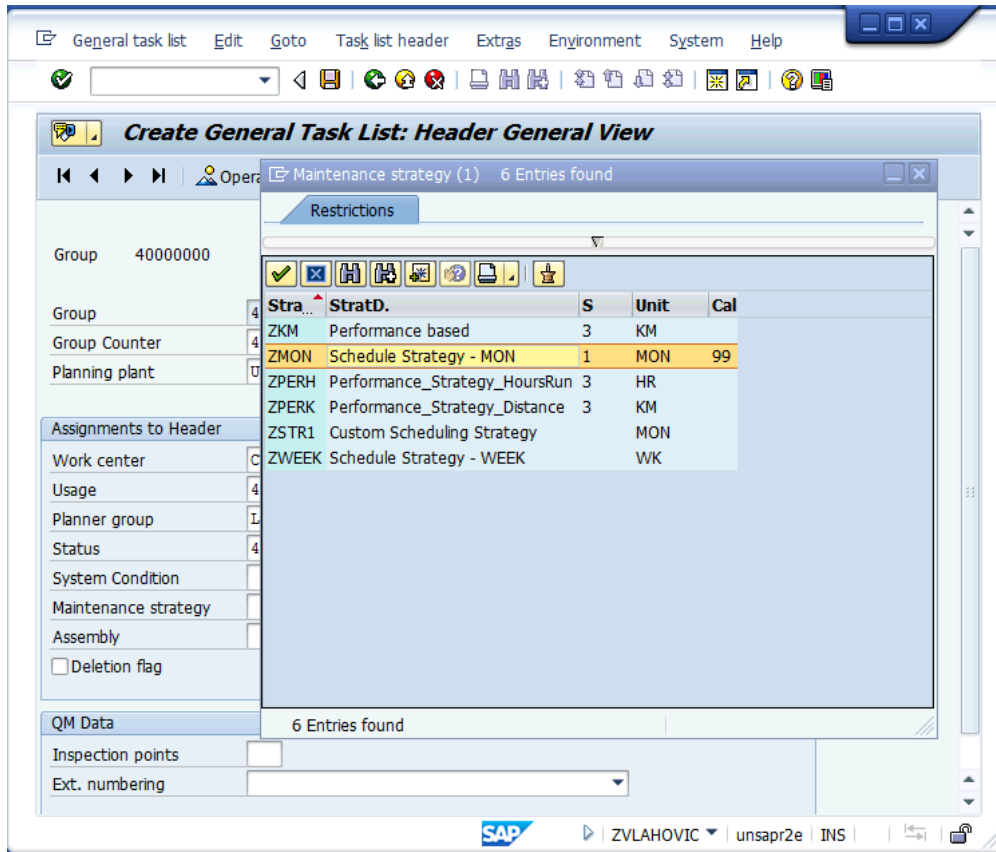 General task list Edit Goto Task list header Extras Environment System Help
Create General Task List: Header General View
Opera
Maintenance strategy (1) 6 Entries found
Restrictions
Group 40000000
Stra.. StratD. S Unit Cal
ZKM Performance based 3 KM
ZMON Schedule Strategy - MON 1 MON 99
ZPERH Performance_Strategy_HoursRun 3 HR
ZPERK Performance_Strategy_Distance 3 KM
ZSTR1 Custom Scheduling Strategy MON
ZWEEK Schedule Strategy - WEEK WK
6 Entries found
Group 4
Group Counter 4
Planning plant U
Assignments to Header
Work center C
Usage 4
Planner group L
Status 4
System Condition
Maintenance strategy
Assembly
Deletion flag
QM Data
Inspection points
Ext. numbering
SAP ZVLAHOVIC unsapr2e INS